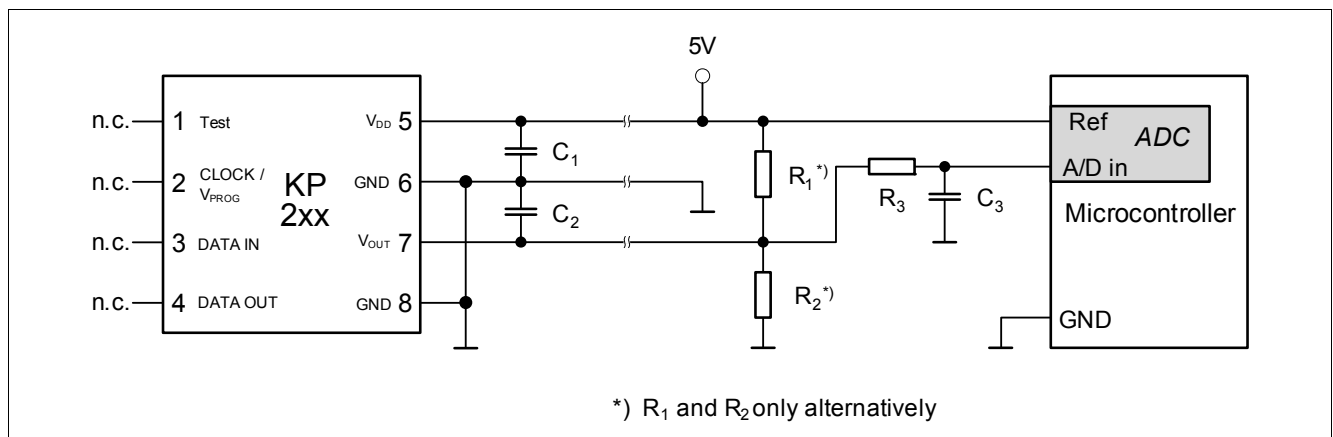 5V
n.c. 1 Test
n.c. 2 CLOCK / VPROG
n.c. 3 DATA IN
n.c. 4 DATA OUT
KP
2xx
VDD 5
GND 6
VOUT 7
GND 8
C1
C2
R1*)
R2*)
R3
C3
Ref
ADC
A/D in
Microcontroller
GND
*) R1 and R2 only alternatively